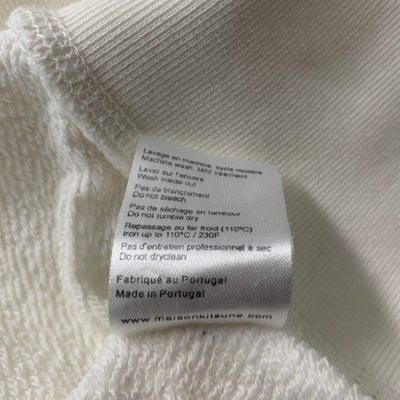 Lavage en machine, cycle modéré
Machine wash, Mild treatment
Laver sur l'envers
Wash inside out
Pas de blanchiment
Do not bleach
Pas de séchage en tambour
Do not tumble dry
Repassage au fer froid (110°C)
Iron up to 110°C / 230F
Pas d'entretien professionnel à sec
Do not dryclean
Fabriqué au Portugal
Made in Portugal
www.maisonkitsune.com